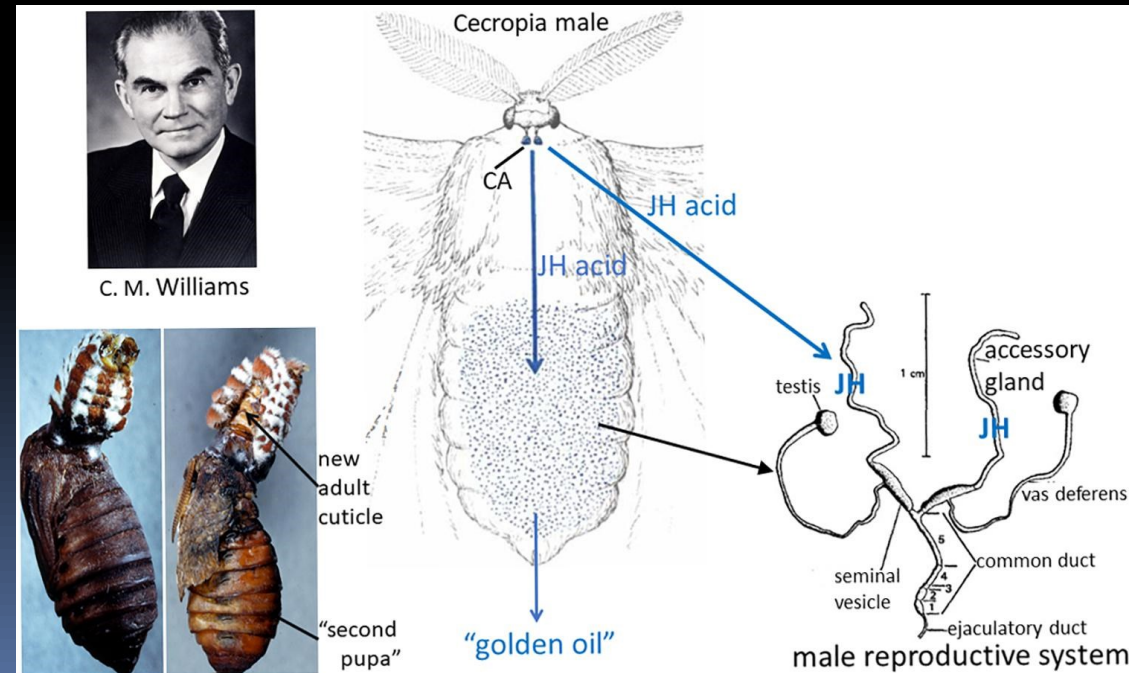 Cecropia male
C. M. Williams
CA
JH acid
JH acid
new
adult
cuticle
"second
pupa"
"golden oil"
testis
JH
1 cm
accessory
gland
JH
vas deferens
5
4
3
2
1
common duct
seminal
vesicle
ejaculatory duct
male reproductive system